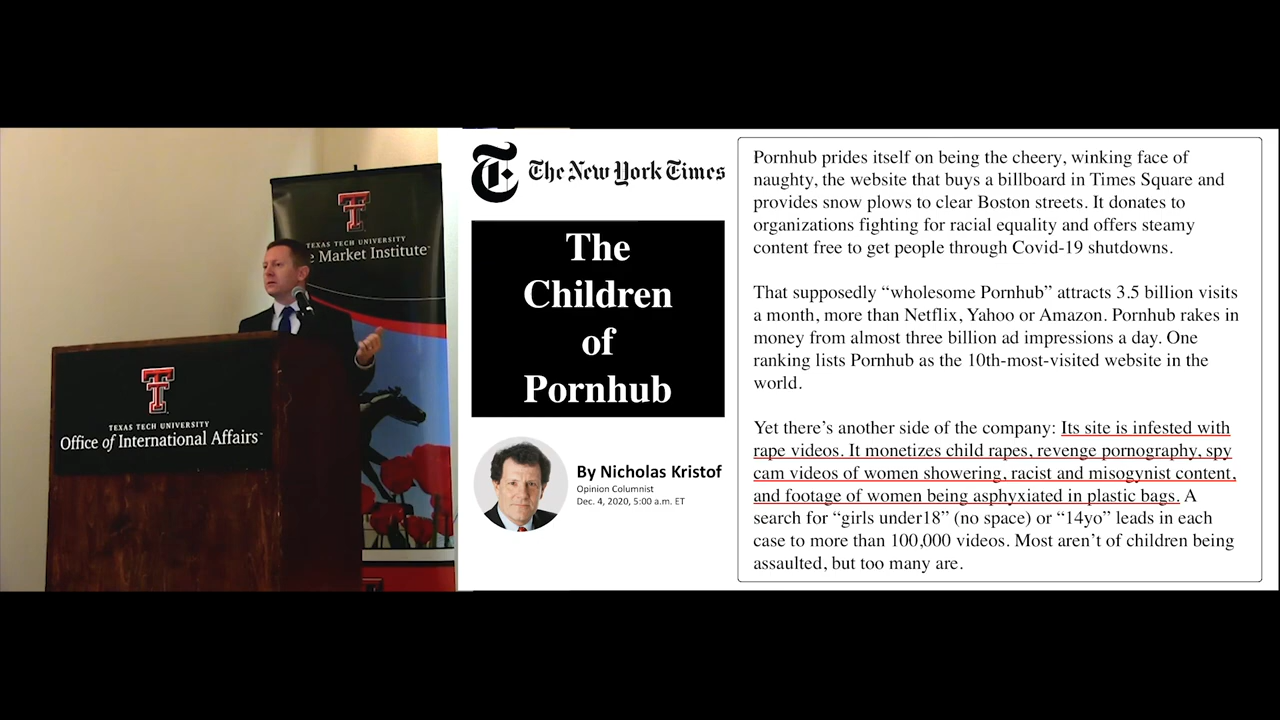 TEXAS TECH UNIVERSITY
e Market Institute
TEXAS TECH UNIVERSITY
Office of International Affairs
The New York Times
The
Children
of
Pornhub
By Nicholas Kristof
Opinion Columnist
Dec. 4, 2020, 5:00 a.m. ET
Pornhub prides itself on being the cheery, winking face of
naughty, the website that buys a billboard in Times Square and
provides snow plows to clear Boston streets. It donates to
organizations fighting for racial equality and offers steamy
content free to get people through Covid-19 shutdowns.
That supposedly “wholesome Pornhub” attracts 3.5 billion visits
a month, more than Netflix, Yahoo or Amazon. Pornhub rakes in
money from almost three billion ad impressions a day. One
ranking lists Pornhub as the 10th-most-visited website in the
world.
Yet there’s another side of the company: Its site is infested with
rape videos. It monetizes child rapes, revenge pornography, spy
cam videos of women showering, racist and misogynist content,
and footage of women being asphyxiated in plastic bags. A
search for “girls under18” (no space) or “14yo” leads in each
case to more than 100,000 videos. Most aren’t of children being
assaulted, but too many are.